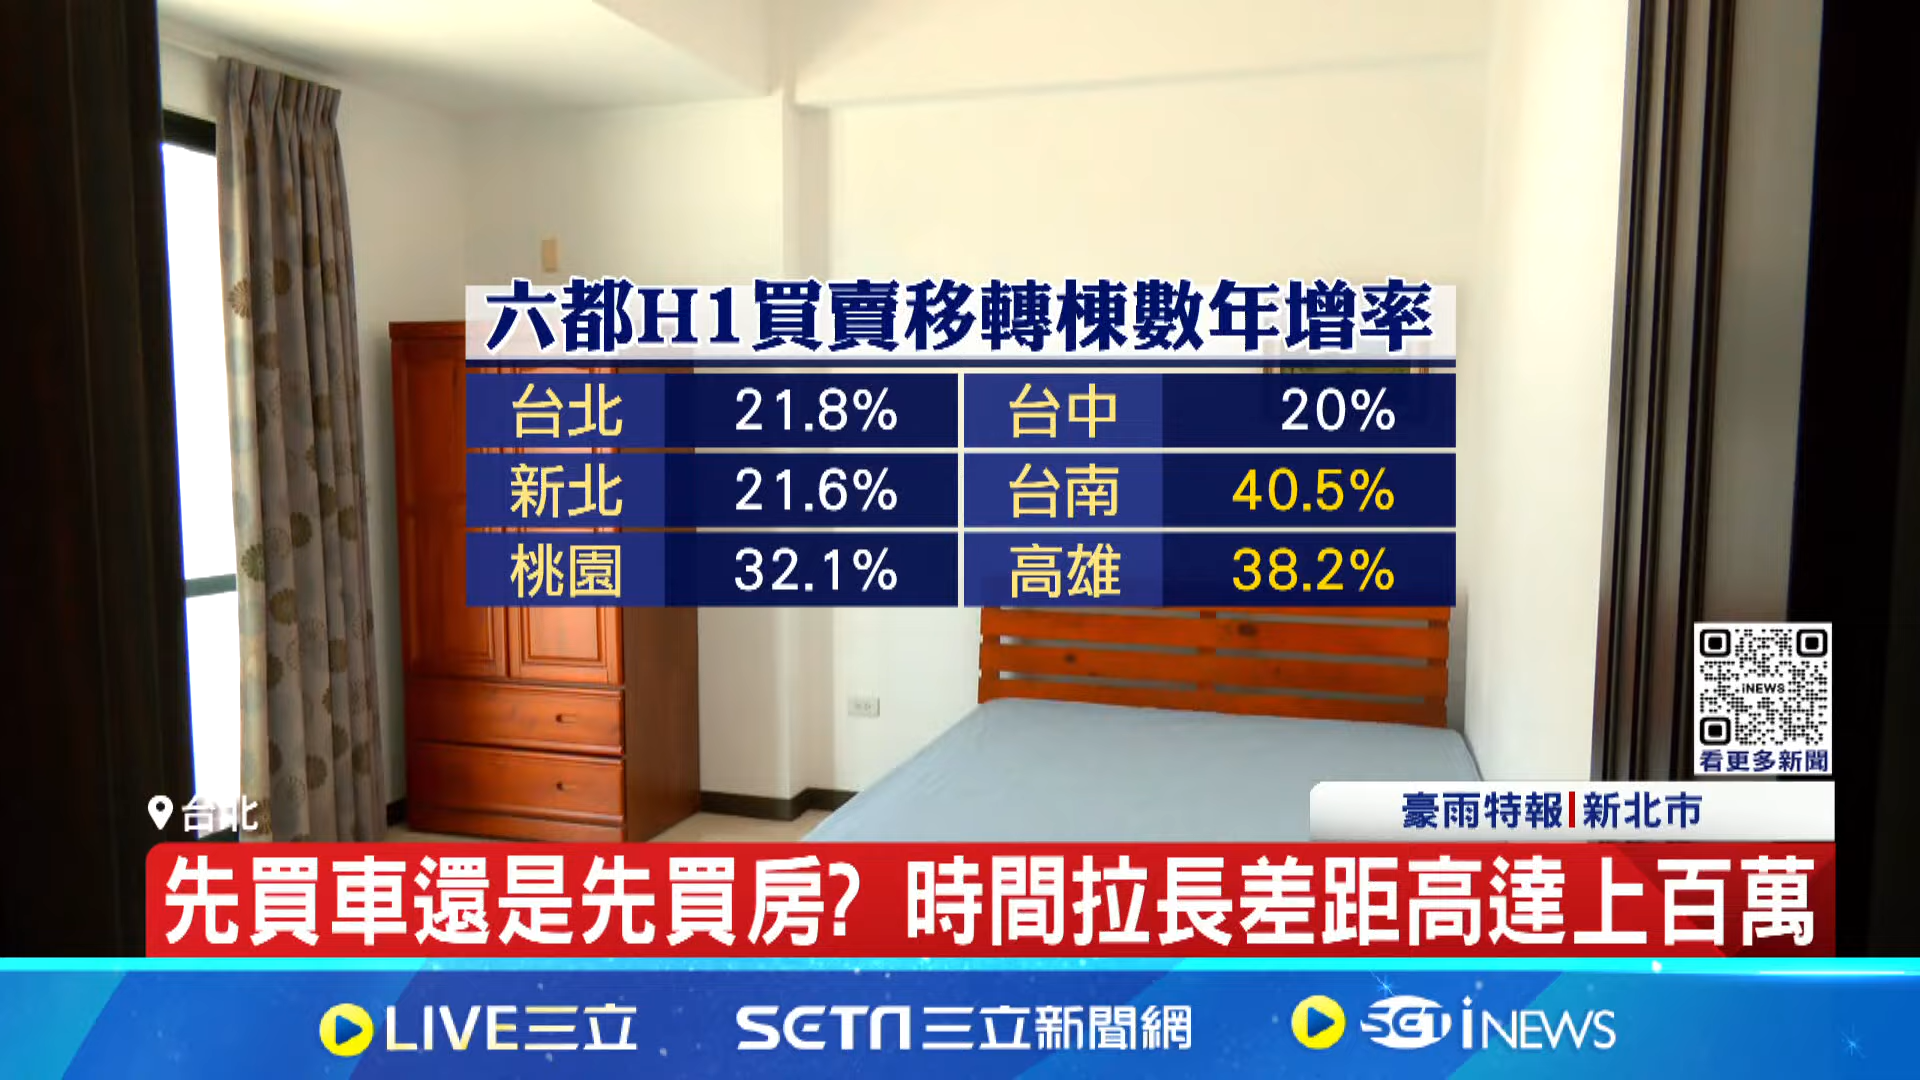 六都H1買賣移轉棟數年增率
台北 21.8% 台中 20%
新北 21.6% 台南 40.5%
桃園 32.1% 高雄 38.2%
iNEWS
看更多新聞
台北
豪雨特報 新北市
先買車還是先買房? 時間拉長差距高達上百萬
LIVE三立 SETN三立新聞網 SET iNEWS